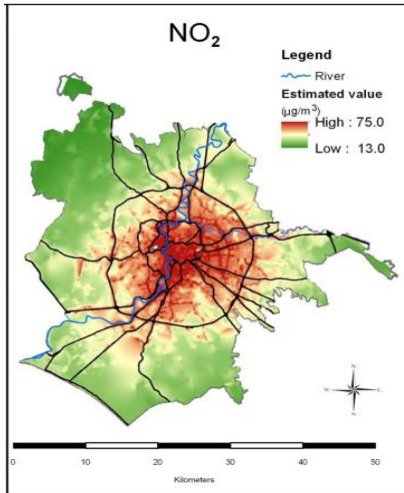 NO₂
Legend
River
Estimated value
(µg/m³)
High : 75.0
Low : 13.0
N
W E
S
0 10 20 30 40 50
Kilometers